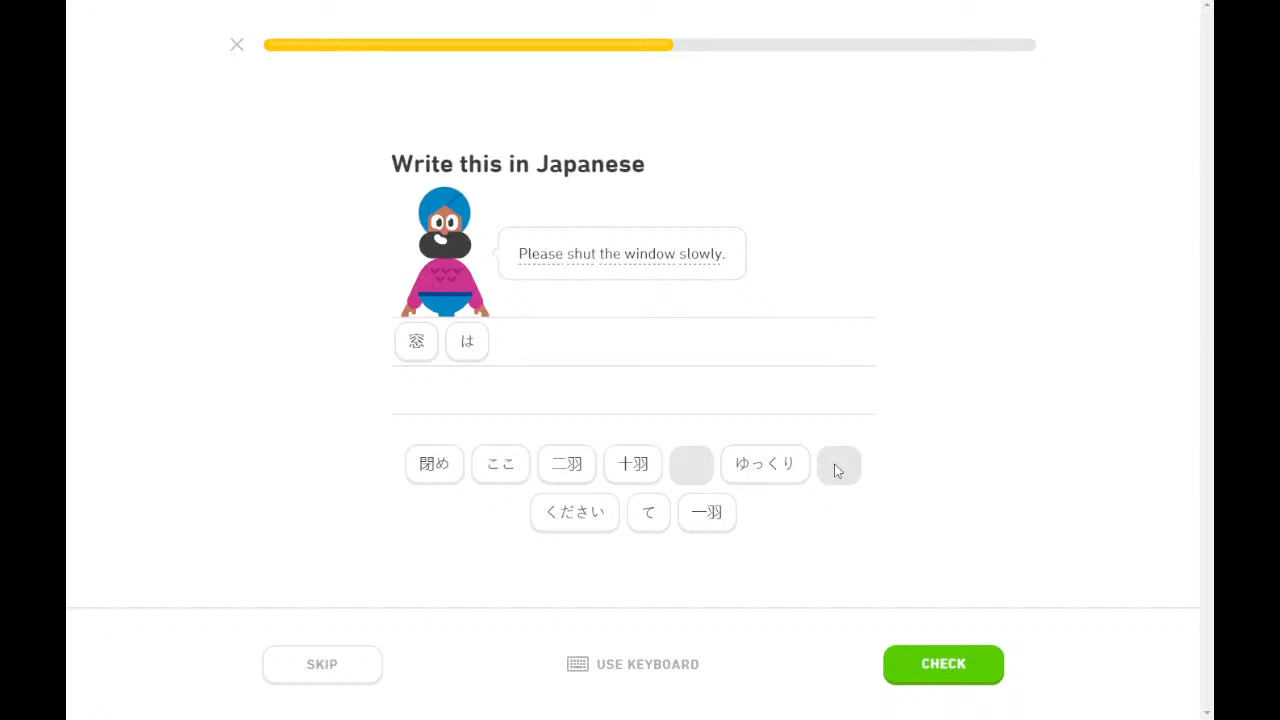 Write this in Japanese
Please shut the window slowly.
窓 は
閉め ここ 二羽 十羽 ゆっくり
ください て 一羽
SKIP USE KEYBOARD CHECK